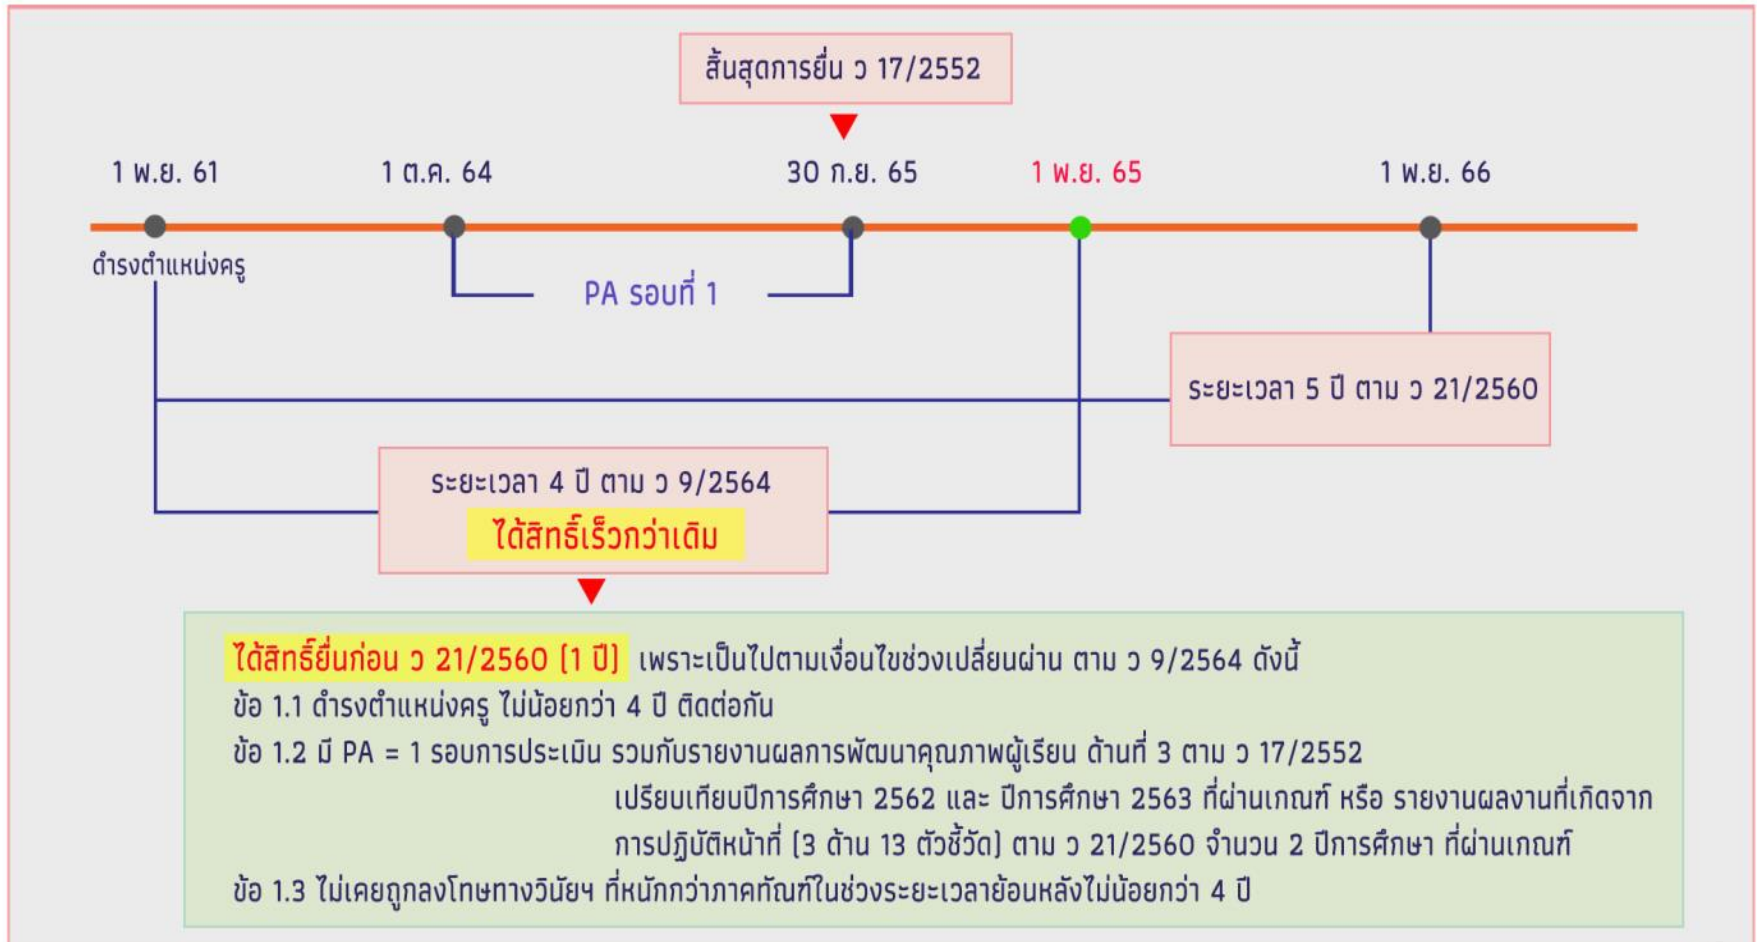 สิ้นสุดการยื่น ว 17/2552
1 พ.ย. 61
1 ต.ค. 64
30 ก.ย. 65
1 พ.ย. 65
1 พ.ย. 66
ดำรงตำแหน่งครู
PA รอบที่ 1
ระยะเวลา 5 ปี ตาม ว 21/2560
ระยะเวลา 4 ปี ตาม ว 9/2564
ได้สิทธิ์เร็วกว่าเดิม
ได้สิทธิ์ยื่นก่อน ว 21/2560 (1 ปี) เพราะเป็นไปตามเงื่อนไขช่วงเปลี่ยนผ่าน ตาม ว 9/2564 ดังนี้
ข้อ 1.1 ดำรงตำแหน่งครู ไม่น้อยกว่า 4 ปี ติดต่อกัน
ข้อ 1.2 มี PA = 1 รอบการประเมิน รวมกับรายงานผลการพัฒนาคุณภาพผู้เรียน ด้านที่ 3 ตาม ว 17/2552
เปรียบเทียบปีการศึกษา 2562 และ ปีการศึกษา 2563 ที่ผ่านเกณฑ์ หรือ รายงานผลงานที่เกิดจาก
การปฏิบัติหน้าที่ (3 ด้าน 13 ตัวชี้วัด) ตาม ว 21/2560 จำนวน 2 ปีการศึกษา ที่ผ่านเกณฑ์
ข้อ 1.3 ไม่เคยถูกลงโทษทางวินัยฯ ที่หนักกว่าภาคทัณฑ์ในช่วงระยะเวลาย้อนหลังไม่น้อยกว่า 4 ปี